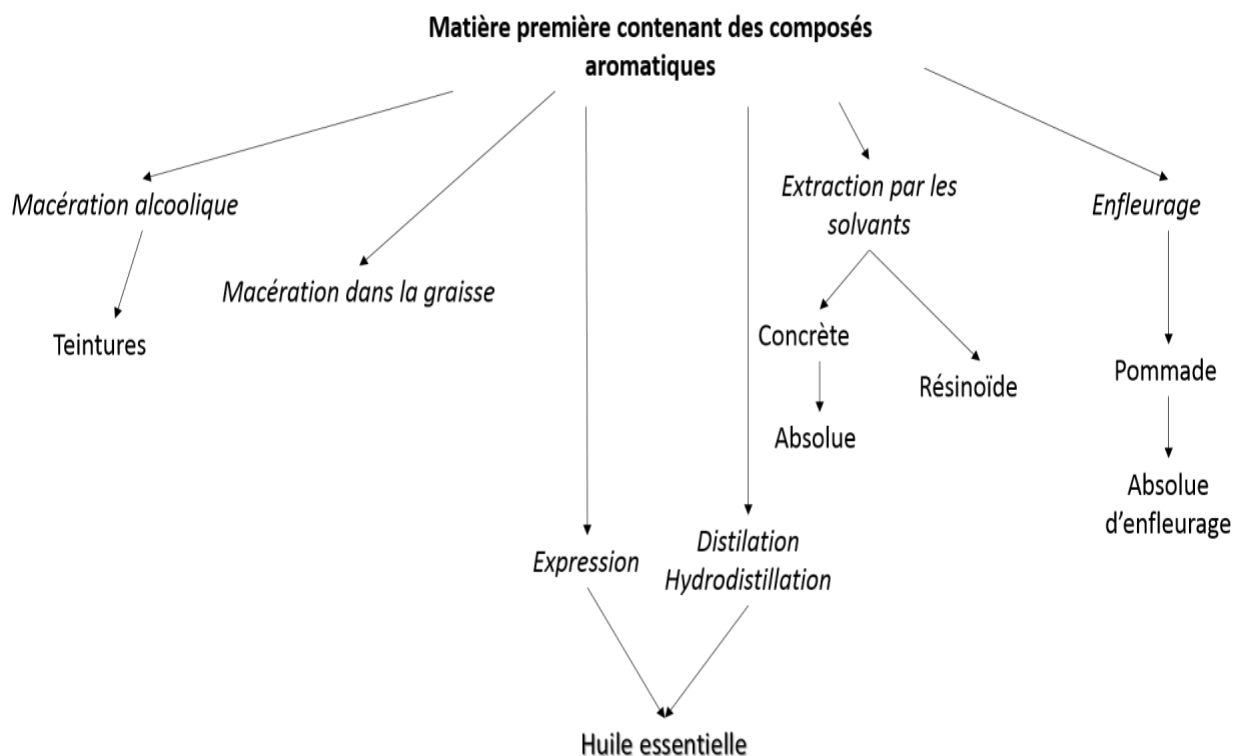 Matière première contenant des composés
aromatiques
Macération alcoolique
Teintures
Macération dans la graisse
Expression
Distilation
Hydrodistillation
Huile essentielle
Extraction par les
solvants
Concrète
Absolue
Résinoïde
Enfleurage
Pommade
Absolue
d'enfleurage